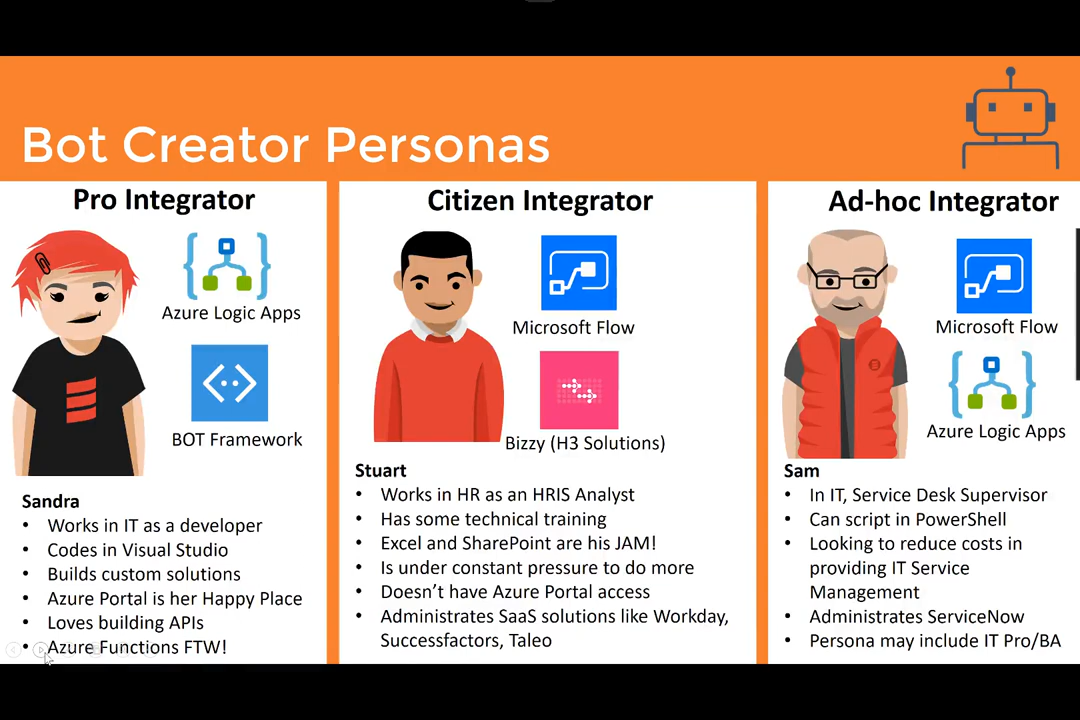 Bot Creator Personas
Pro Integrator
Azure Logic Apps
BOT Framework
Sandra
• Works in IT as a developer
• Codes in Visual Studio
• Builds custom solutions
• Azure Portal is her Happy Place
• Loves building APIs
• Azure Functions FTW!
Citizen Integrator
Microsoft Flow
Bizzy (H3 Solutions)
Stuart
• Works in HR as an HRIS Analyst
• Has some technical training
• Excel and SharePoint are his JAM!
• Is under constant pressure to do more
• Doesn't have Azure Portal access
• Administrates SaaS solutions like Workday,
Successfactors, Taleo
Ad-hoc Integrator
Microsoft Flow
Azure Logic Apps
Sam
• In IT, Service Desk Supervisor
• Can script in PowerShell
• Looking to reduce costs in
providing IT Service
Management
• Administrates ServiceNow
• Persona may include IT Pro/BA